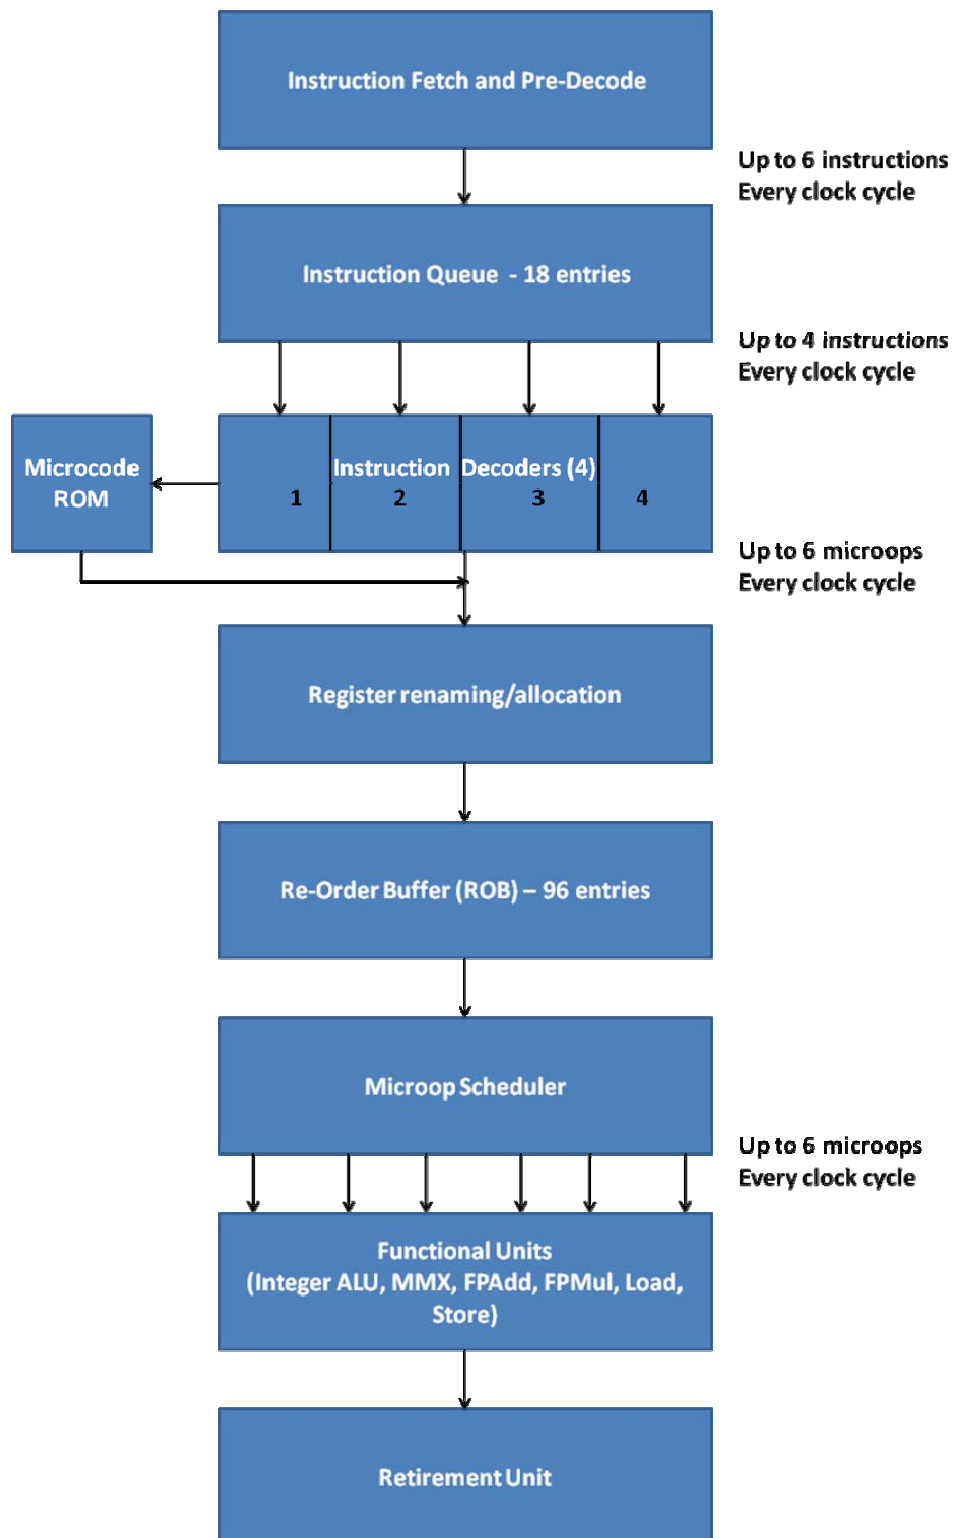 Instruction Fetch and Pre-Decode
Up to 6 instructions
Every clock cycle
Instruction Queue - 18 entries
Up to 4 instructions
Every clock cycle
Microcode
ROM
Instruction Decoders (4)
1 2 3 4
Up to 6 microops
Every clock cycle
Register renaming/allocation
Re-Order Buffer (ROB) – 96 entries
Microop Scheduler
Up to 6 microops
Every clock cycle
Functional Units
(Integer ALU, MMX, FPAdd, FPMul, Load,
Store)
Retirement Unit